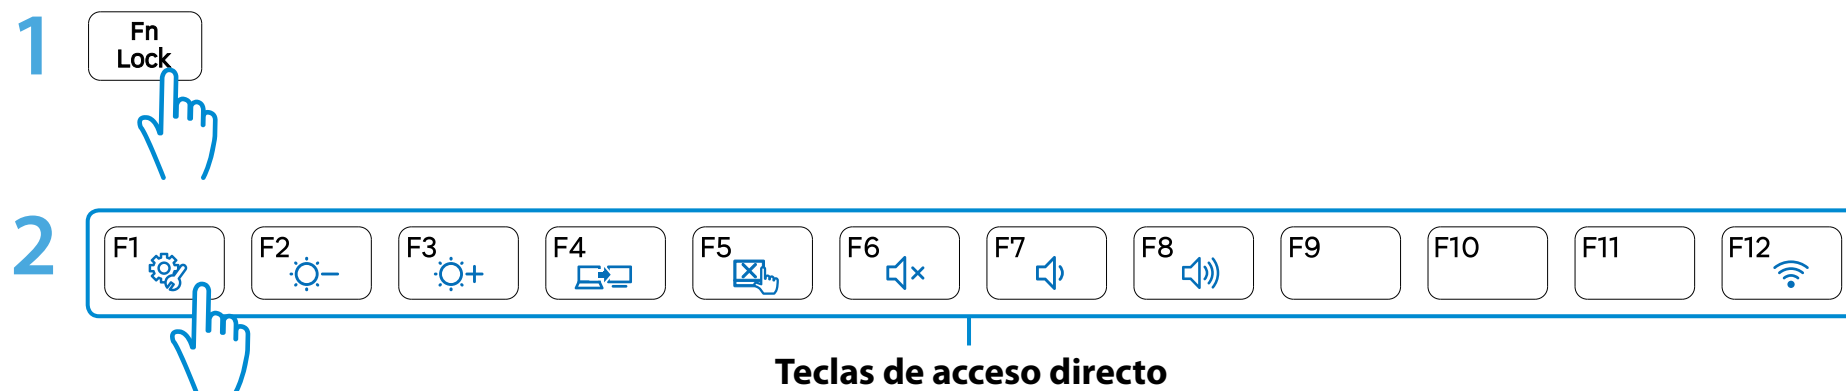 1
Fn
Lock
2
F1 F2 F3 F4 F5 F6 F7 F8 F9 F10 F11 F12
Teclas de acceso directo